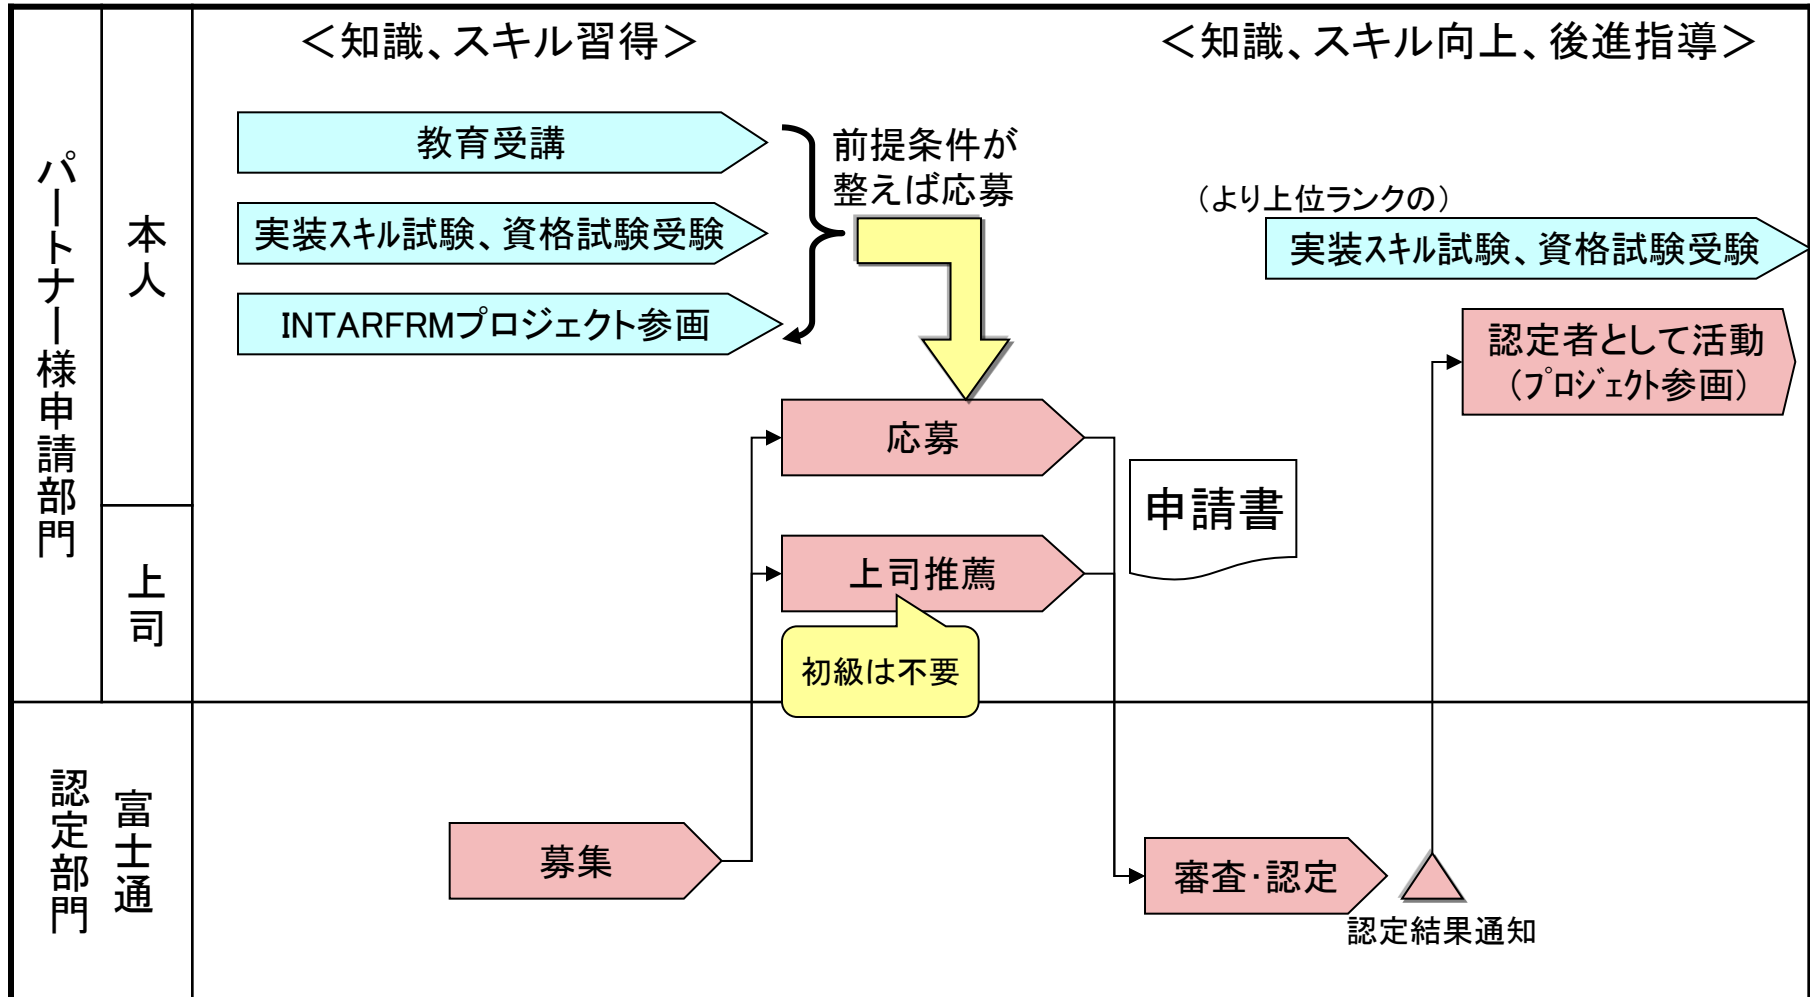 ＜知識、スキル習得＞
＜知識、スキル向上、後進指導＞
パートナー様申請部門
本人
教育受講
実装スキル試験、資格試験受験
INTARFRMプロジェクト参画
前提条件が
整えば応募
（より上位ランクの）
実装スキル試験、資格試験受験
認定者として活動
（プロジェクト参画）
応募
申請書
上司
上司推薦
初級は不要
富士通
認定部門
募集
審査・認定
認定結果通知